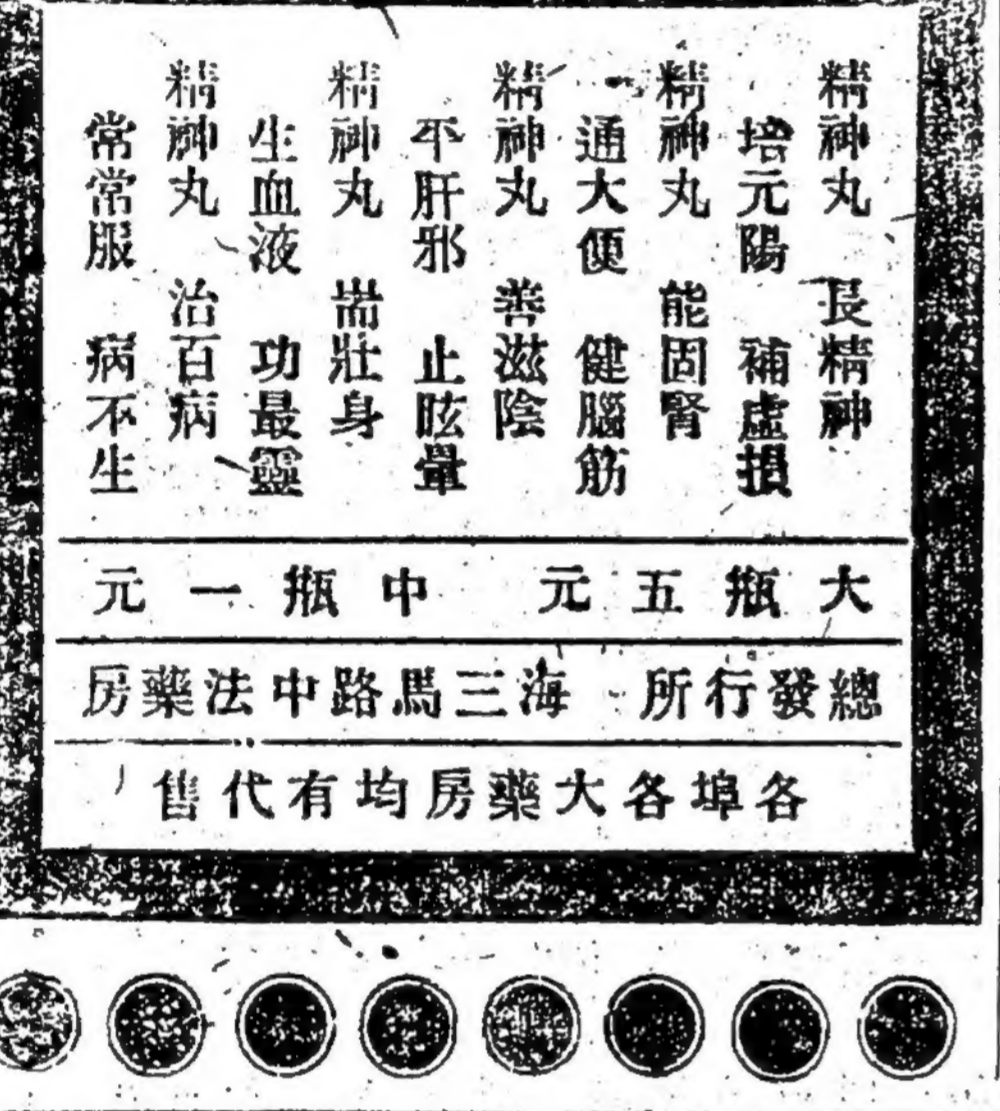 精神丸 長精神
培元陽 補虛損
精神丸 能固腎
通大便 健腦筋
精神丸 善滋陰
平肝邪 止眩暈
精神丸 耑壯身
生血液 功最靈
精神丸 治百病
常常服 病不生
大瓶五元 中瓶一元
總發行所 海三馬路中法藥房
各埠各大藥房均有代售